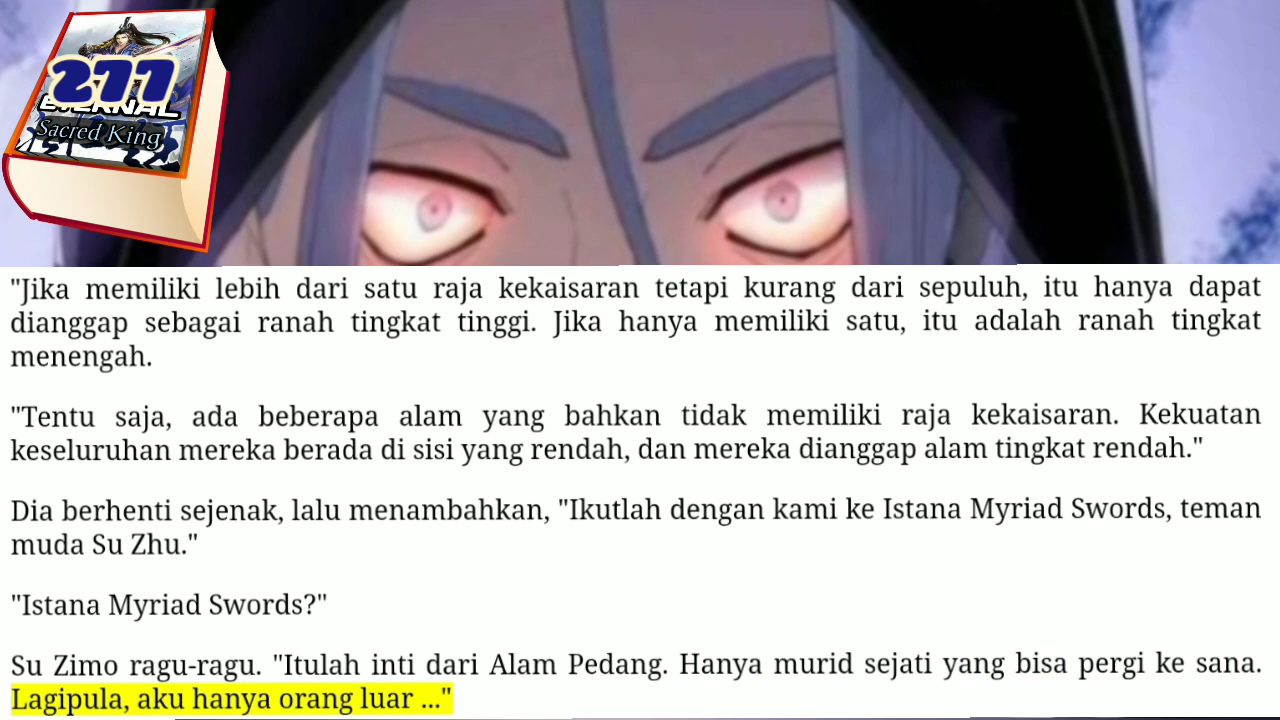 277
ETERNAL
Sacred King
"Jika memiliki lebih dari satu raja kekaisaran tetapi kurang dari sepuluh, itu hanya dapat
dianggap sebagai ranah tingkat tinggi. Jika hanya memiliki satu, itu adalah ranah tingkat
menengah.
"Tentu saja, ada beberapa alam yang bahkan tidak memiliki raja kekaisaran. Kekuatan
keseluruhan mereka berada di sisi yang rendah, dan mereka dianggap alam tingkat rendah."
Dia berhenti sejenak, lalu menambahkan, "Ikutlah dengan kami ke Istana Myriad Swords, teman
muda Su Zhu."
"Istana Myriad Swords?"
Su Zimo ragu-ragu. "Itulah inti dari Alam Pedang. Hanya murid sejati yang bisa pergi ke sana.
Lagipula, aku hanya orang luar ..."